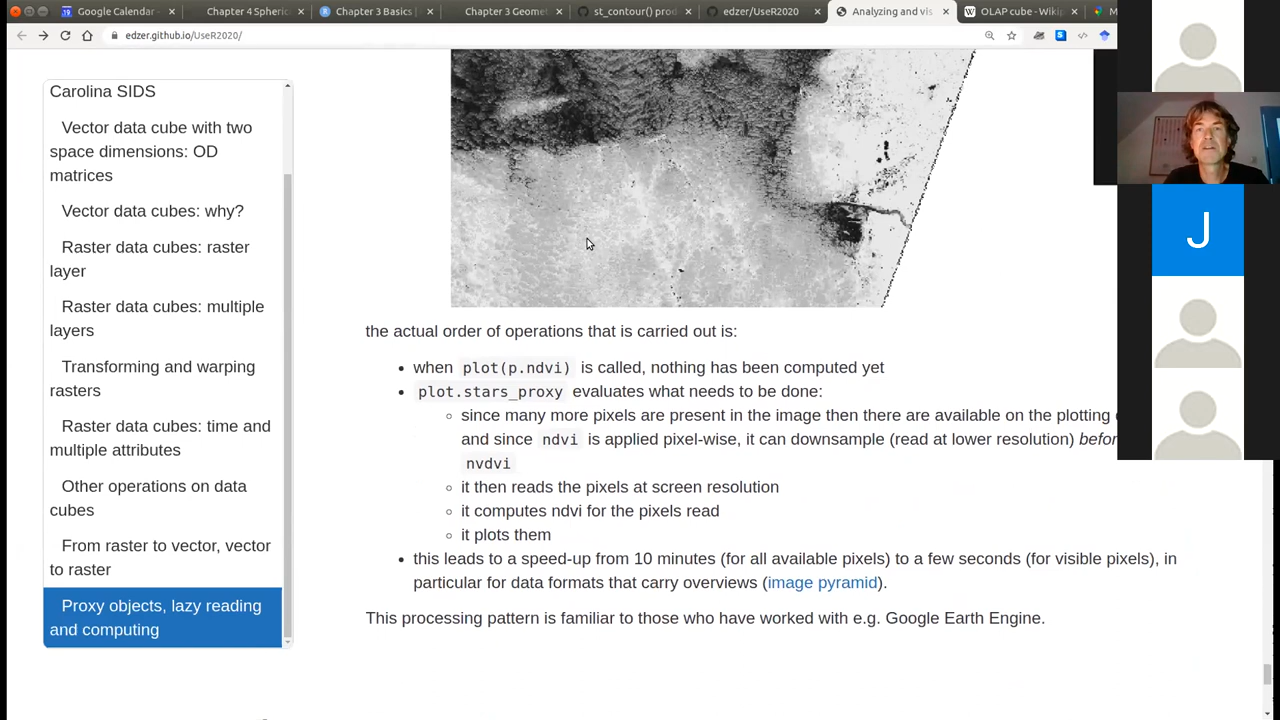 Google Calendar -
Chapter 4 Spheric
Chapter 3 Basics |
Chapter 3 Geomet
st_contour() prod
edzer/UseR2020
Analyzing and vis
OLAP cube - Wikip
M
edzer.github.io/UseR2020/
Carolina SIDS
Vector data cube with two
space dimensions: OD
matrices
Vector data cubes: why?
Raster data cubes: raster
layer
Raster data cubes: multiple
layers
Transforming and warping
rasters
Raster data cubes: time and
multiple attributes
Other operations on data
cubes
From raster to vector, vector
to raster
Proxy objects, lazy reading
and computing
the actual order of operations that is carried out is:
when plot(p.ndvi) is called, nothing has been computed yet
plot.stars_proxy evaluates what needs to be done:
since many more pixels are present in the image then there are available on the plotting
and since ndvi is applied pixel-wise, it can downsample (read at lower resolution) befor
nvdvi
it then reads the pixels at screen resolution
it computes ndvi for the pixels read
it plots them
this leads to a speed-up from 10 minutes (for all available pixels) to a few seconds (for visible pixels), in
particular for data formats that carry overviews (image pyramid).
This processing pattern is familiar to those who have worked with e.g. Google Earth Engine.
J